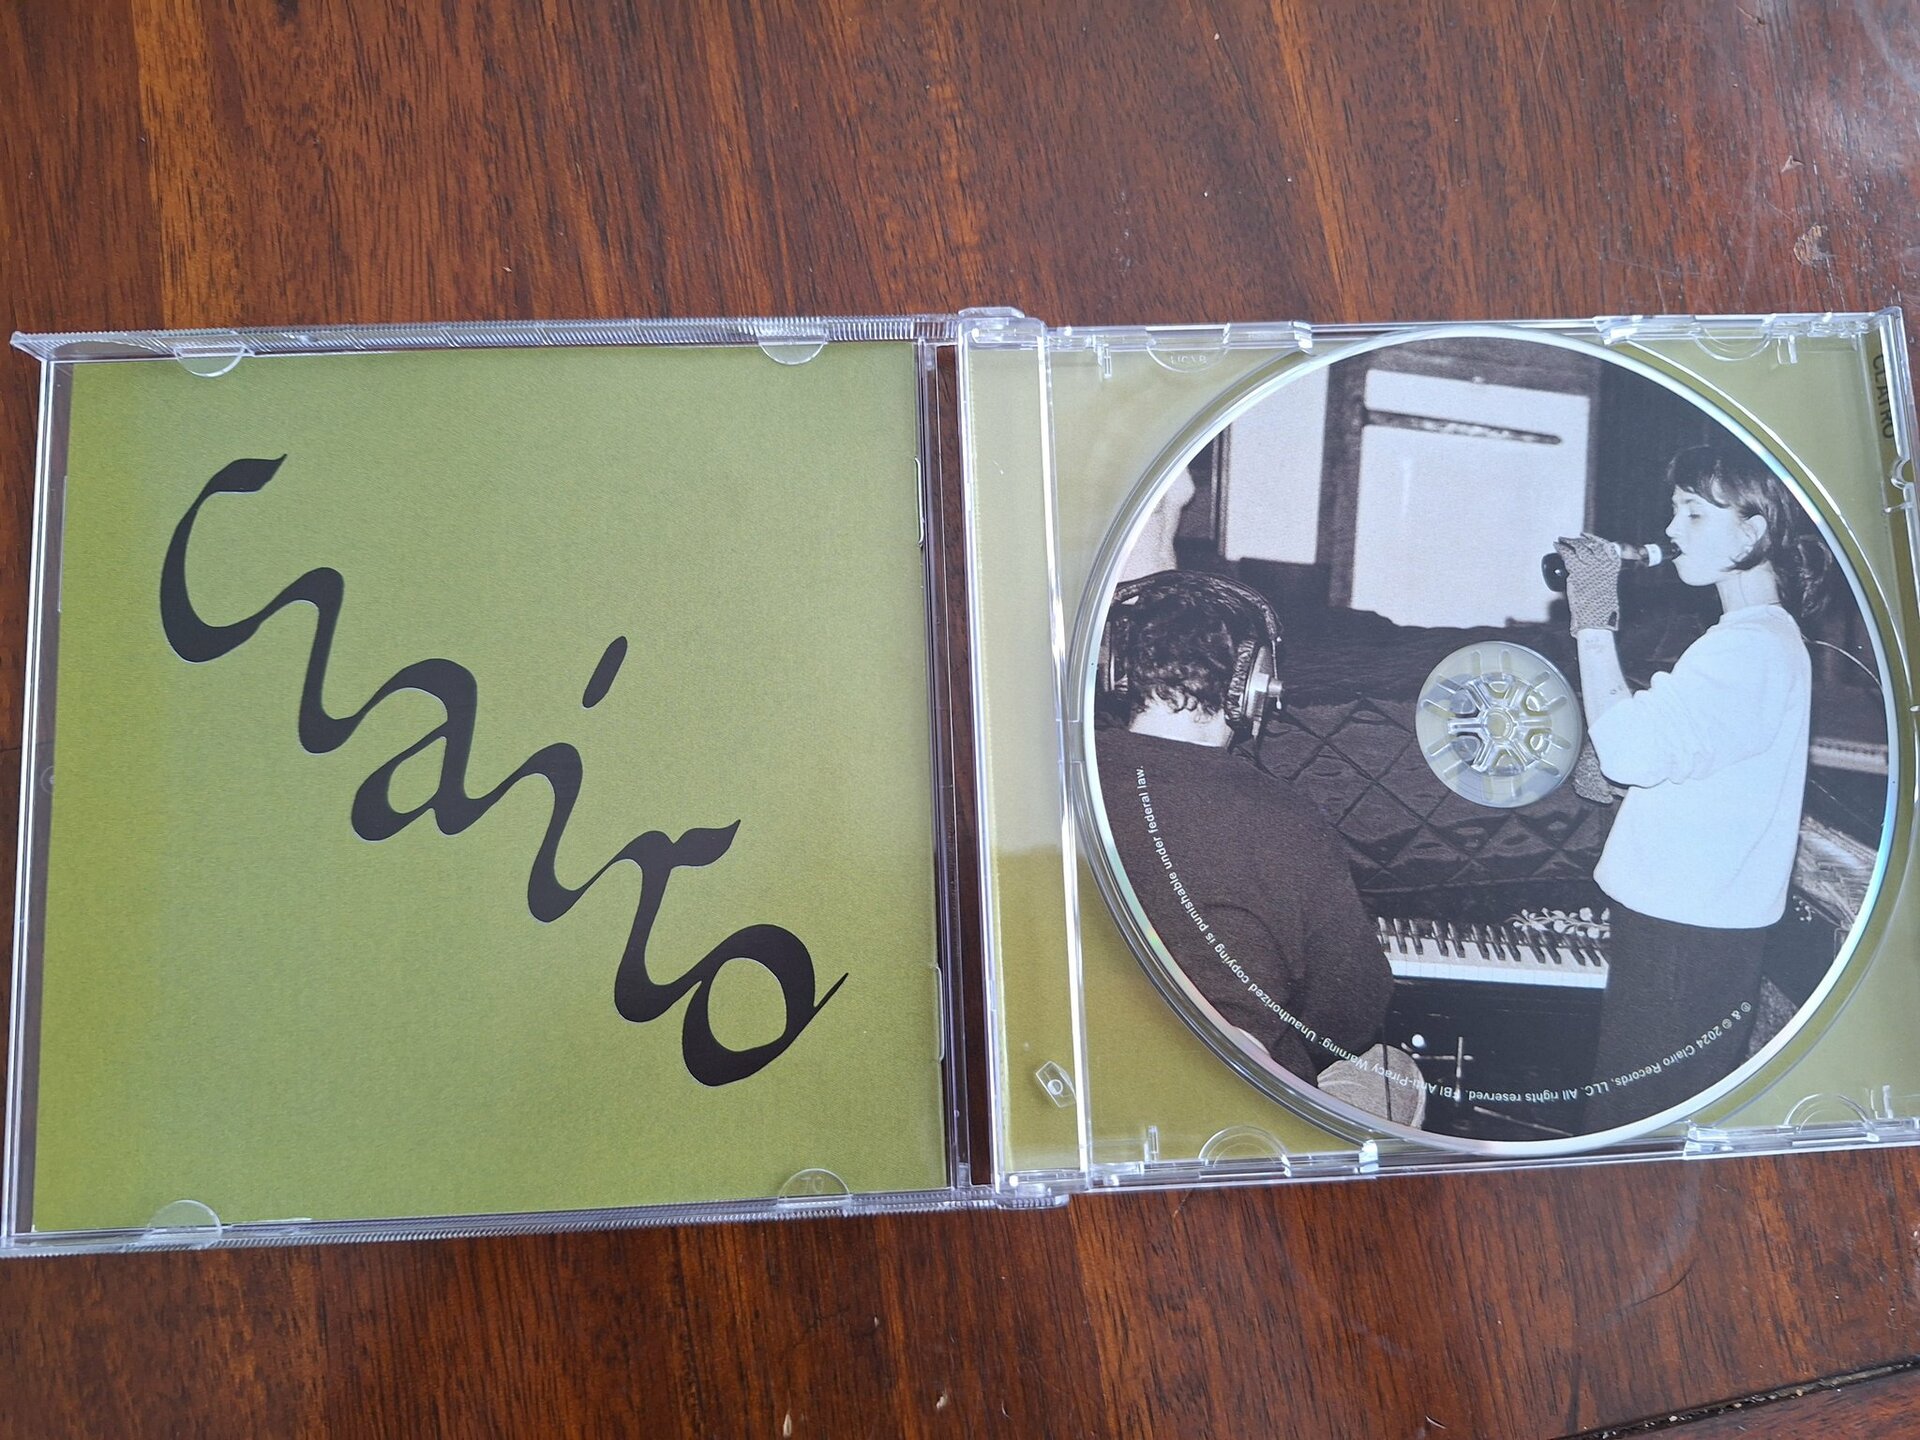 Clairo
CLAIRO
℗ & © 2024 Clairo Records, LLC. All rights reserved. FBI Anti-Piracy Warning: Unauthorized copying is punishable under federal law.